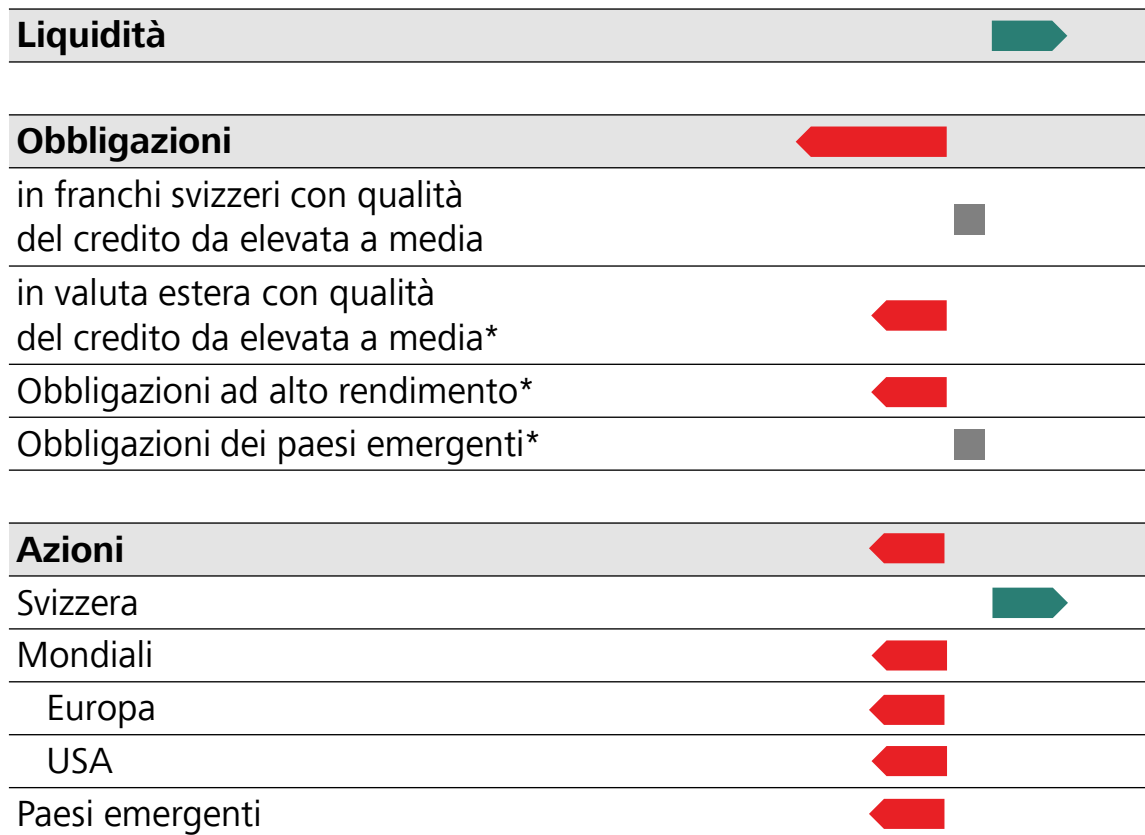 Liquidità
Obbligazioni
in franchi svizzeri con qualità
del credito da elevata a media
in valuta estera con qualità
del credito da elevata a media*
Obbligazioni ad alto rendimento*
Obbligazioni dei paesi emergenti*
Azioni
Svizzera
Mondiali
Europa
USA
Paesi emergenti